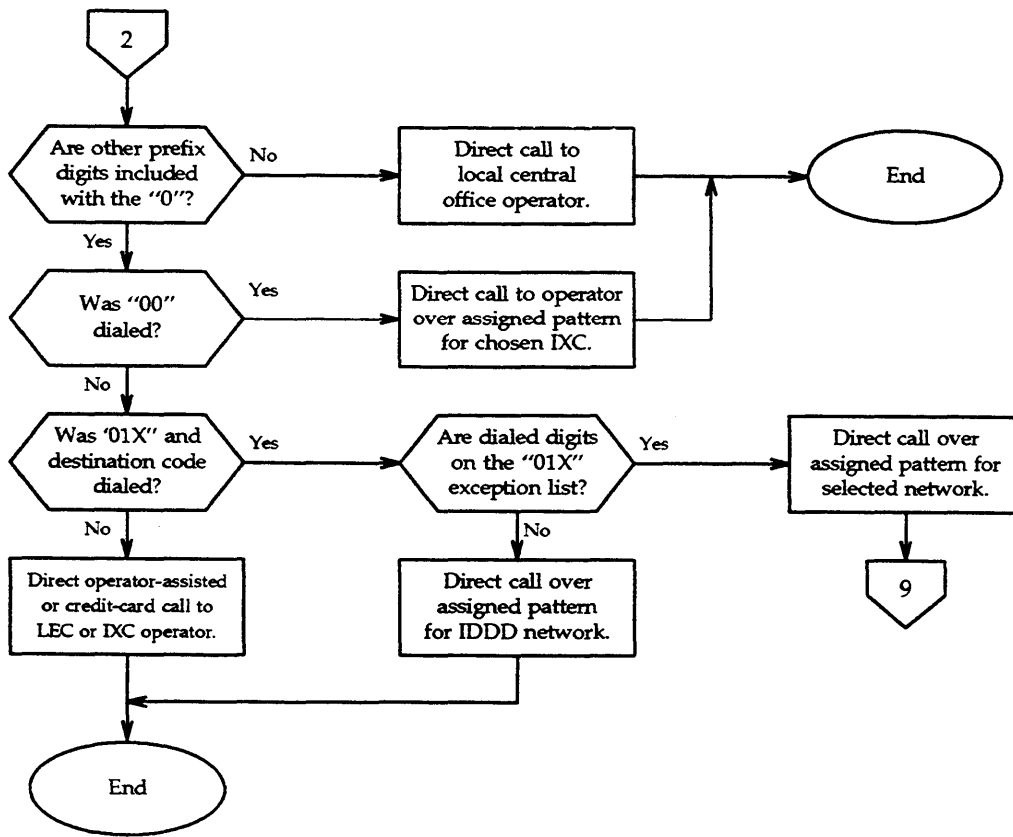 2
Are other prefix
digits included
with the "0"?
No
Direct call to
local central
office operator.
End
Yes
Was "00"
dialed?
Yes
Direct call to operator
over assigned pattern
for chosen IXC.
No
Was '01X" and
destination code
dialed?
Yes
Are dialed digits
on the "01X"
exception list?
Yes
Direct call over
assigned pattern for
selected network.
No
Direct operator-assisted
or credit-card call to
LEC or IXC operator.
No
Direct call over
assigned pattern
for IDDD network.
9
End